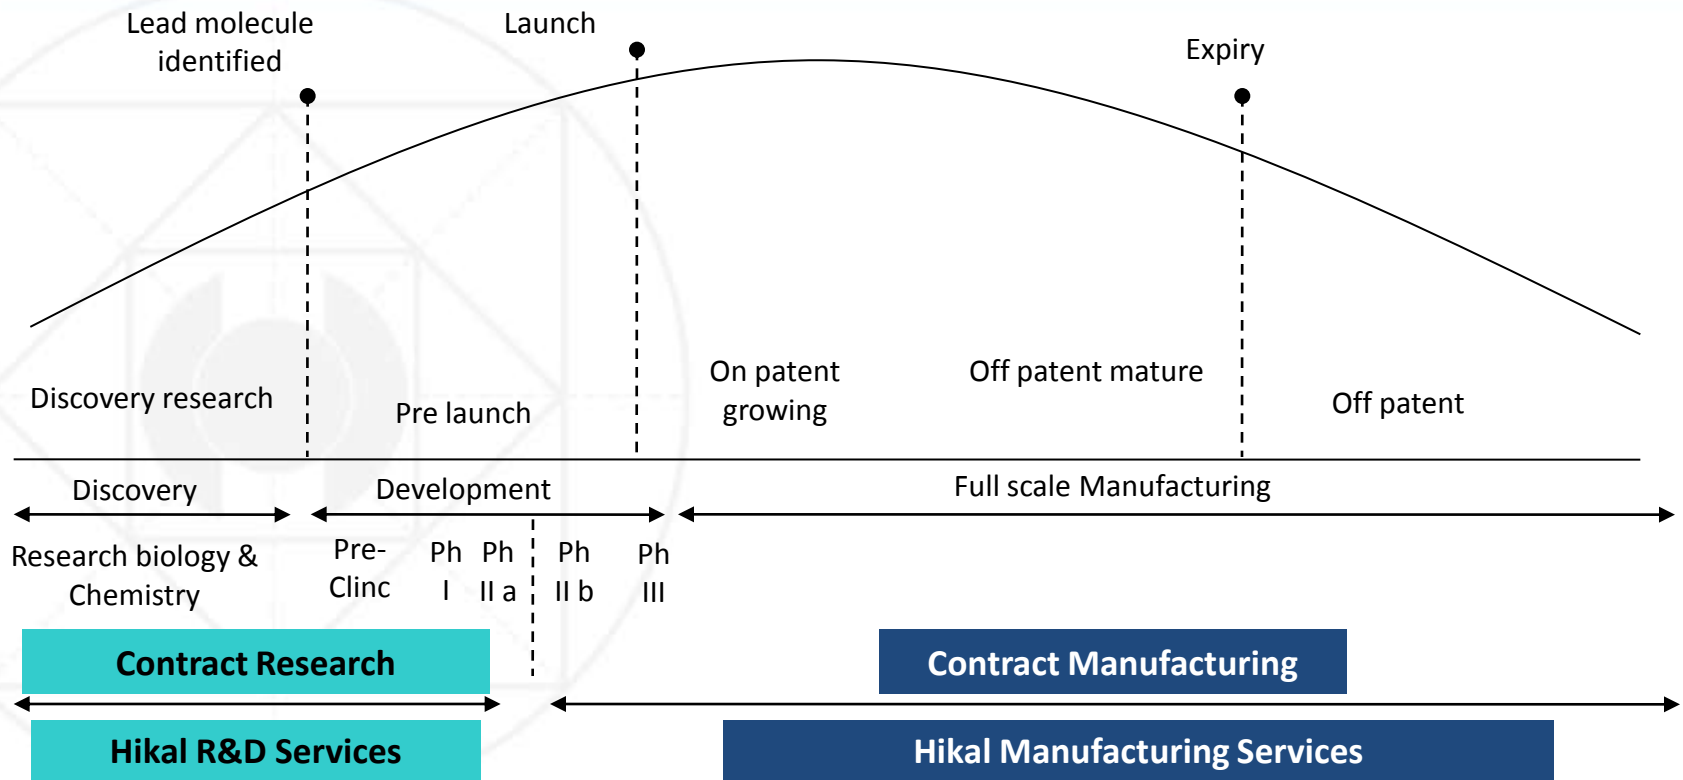 Lead molecule
identified
Launch
Expiry
Discovery research
Pre launch
On patent
growing
Off patent mature
Off patent
Discovery
Development
Full scale Manufacturing
Research biology &
Chemistry
Pre-
Clinc
Ph
I
Ph
II a
Ph
II b
Ph
III
Contract Research
Contract Manufacturing
Hikal R&D Services
Hikal Manufacturing Services